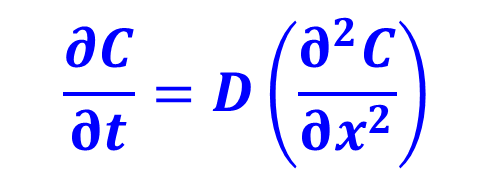 ∂C/∂t = D (∂²C/∂x²)